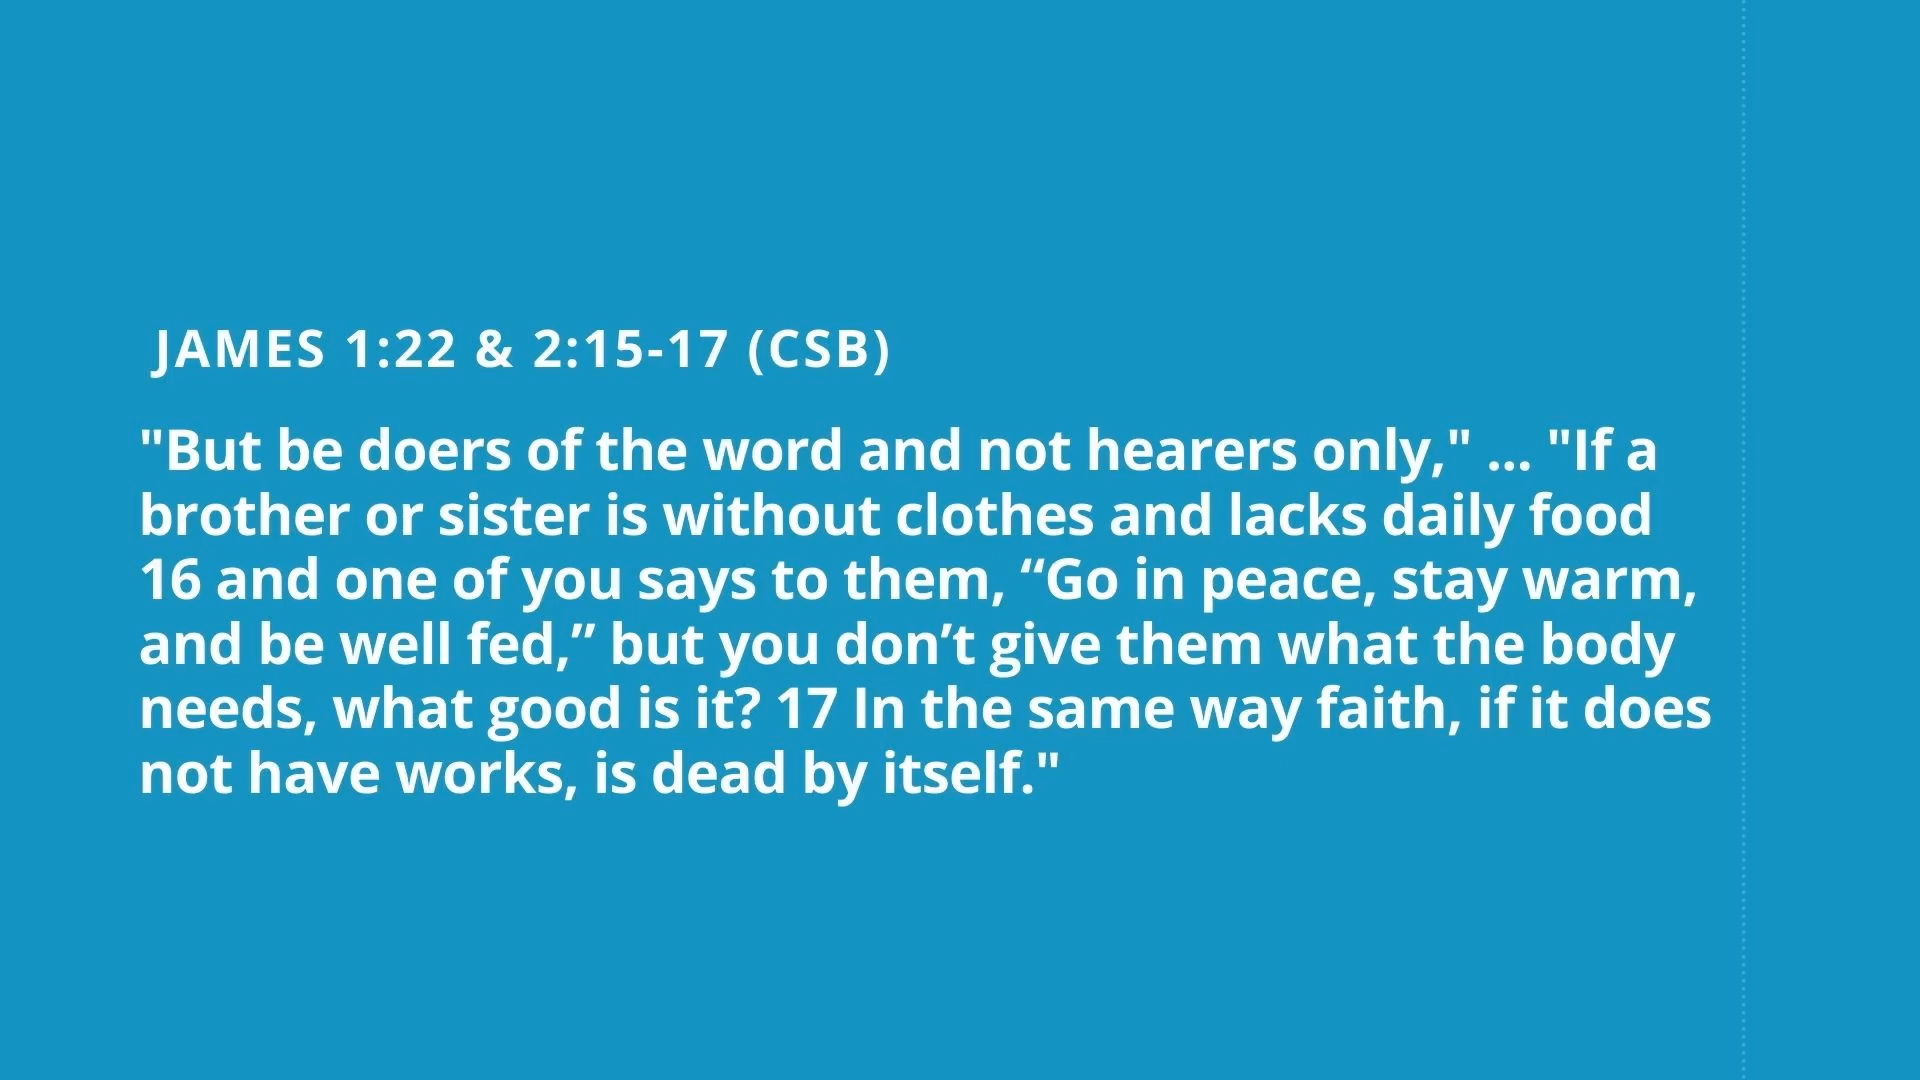 JAMES 1:22 & 2:15-17 (CSB)
"But be doers of the word and not hearers only," ... "If a
brother or sister is without clothes and lacks daily food
16 and one of you says to them, “Go in peace, stay warm,
and be well fed,” but you don’t give them what the body
needs, what good is it? 17 In the same way faith, if it does
not have works, is dead by itself."